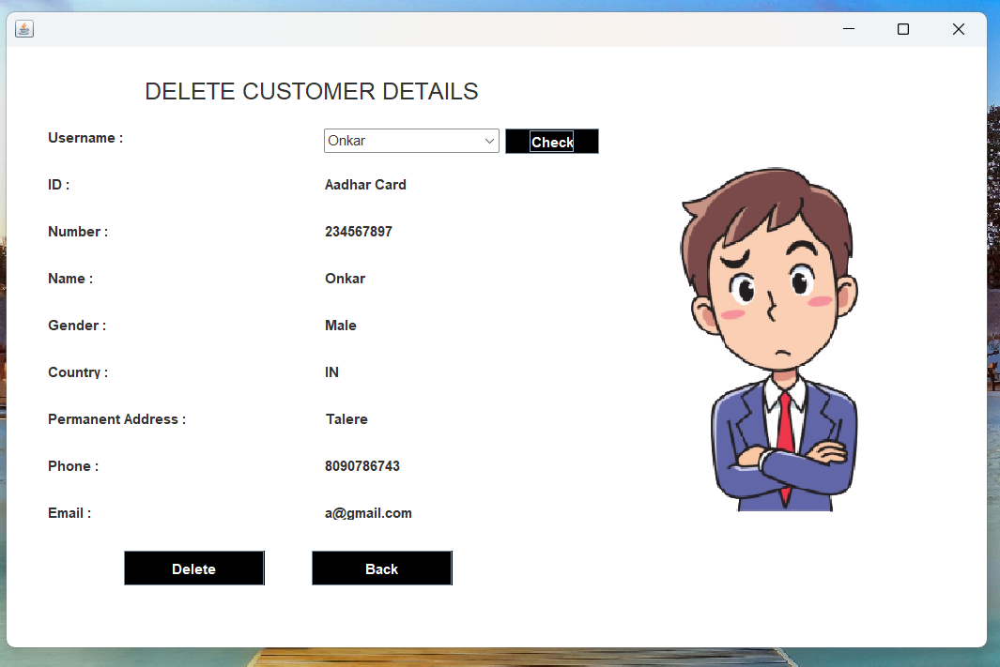 DELETE CUSTOMER DETAILS
Username : Onkar Check
ID : Aadhar Card
Number : 234567897
Name : Onkar
Gender : Male
Country : IN
Permanent Address : Talere
Phone : 8090786743
Email : a@gmail.com
Delete Back